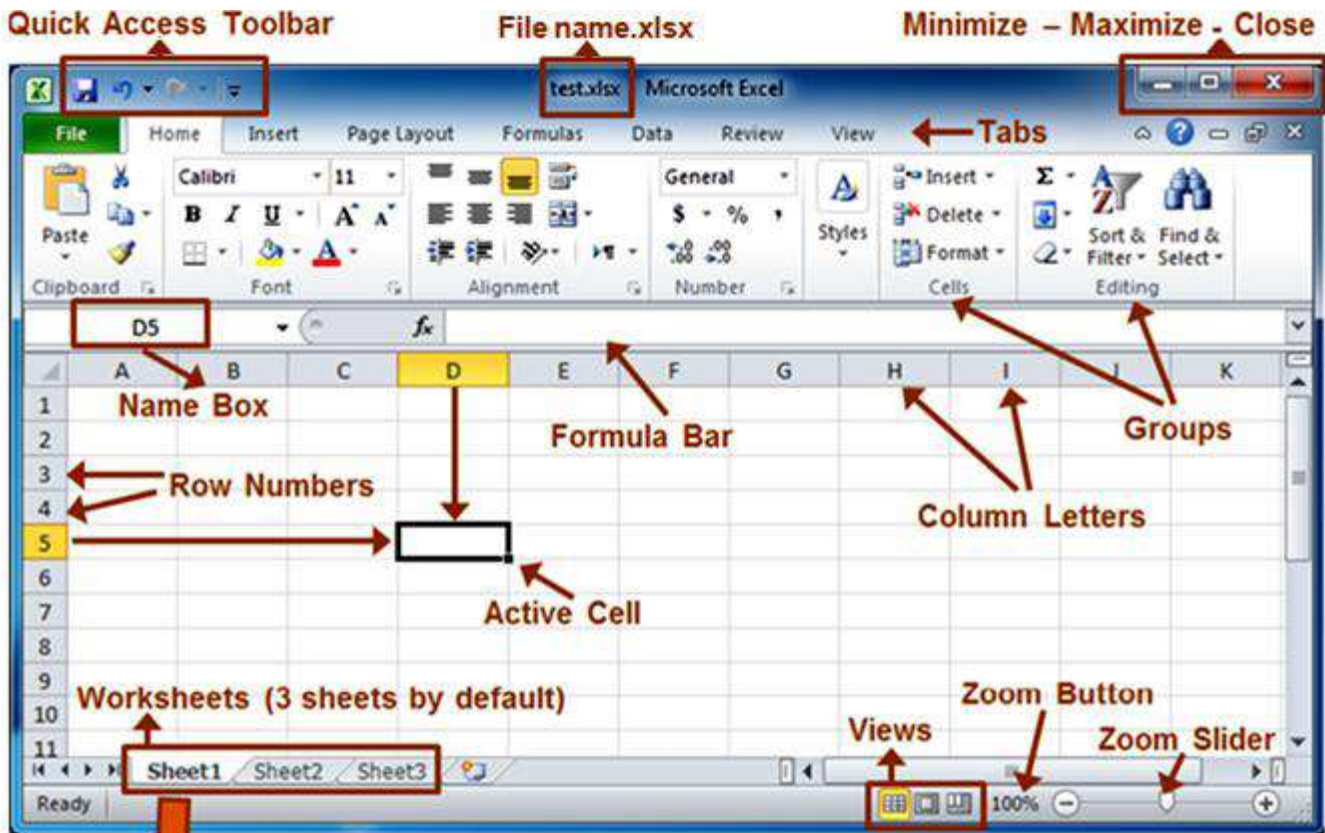 Quick Access Toolbar
File name.xlsx
Minimize – Maximize - Close
test.xlsx Microsoft Excel
File Home Insert Page Layout Formulas Data Review View
Tabs
Calibri 11 General Insert
B I U A A $ % , Delete
Paste Styles Format Sort & Filter Find & Select
Clipboard Font Alignment Number Cells Editing
D5 fx
A B C D E F G H I J K
1 Name Box
Formula Bar
Groups
2
3
Row Numbers
4
Column Letters
5
6
Active Cell
7
8
9
Worksheets (3 sheets by default)
Zoom Button
10
Views
Zoom Slider
11
Sheet1 Sheet2 Sheet3
Ready 100%